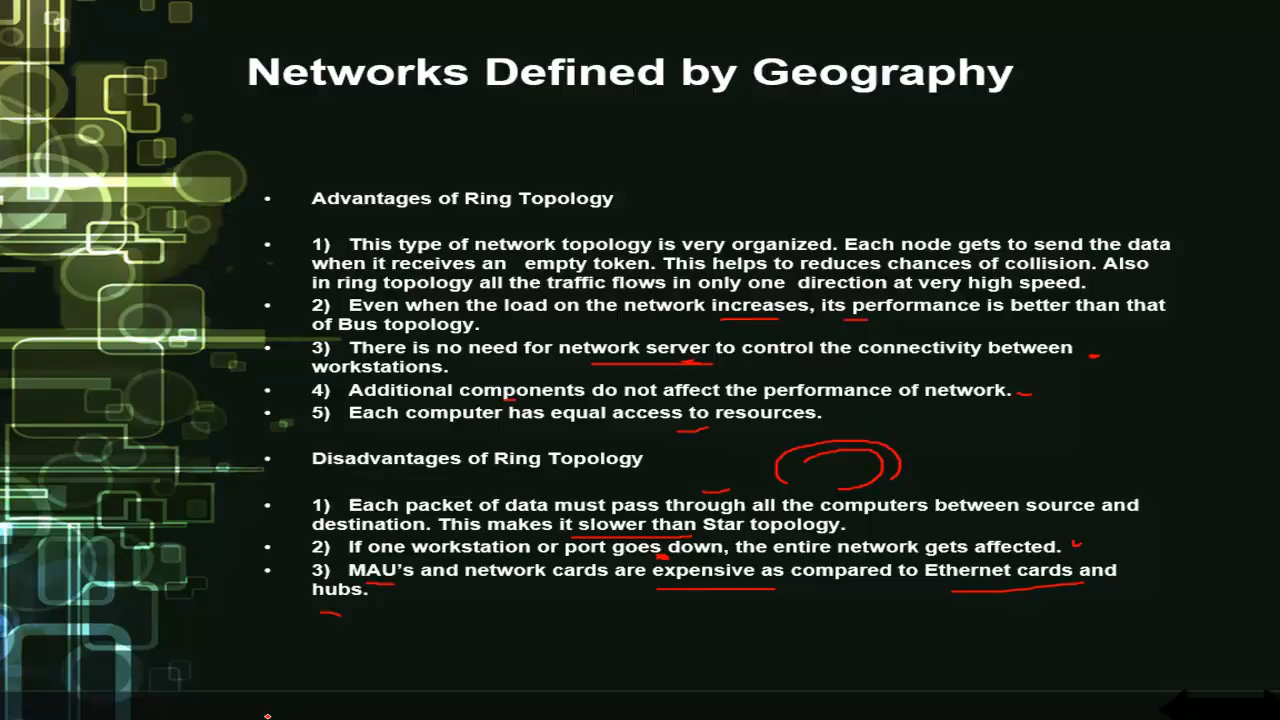 Networks Defined by Geography
• Advantages of Ring Topology
• 1) This type of network topology is very organized. Each node gets to send the data
when it receives an empty token. This helps to reduces chances of collision. Also
in ring topology all the traffic flows in only one direction at very high speed.
• 2) Even when the load on the network increases, its performance is better than that
of Bus topology.
• 3) There is no need for network server to control the connectivity between
workstations.
• 4) Additional components do not affect the performance of network.
• 5) Each computer has equal access to resources.
• Disadvantages of Ring Topology
• 1) Each packet of data must pass through all the computers between source and
destination. This makes it slower than Star topology.
• 2) If one workstation or port goes down, the entire network gets affected.
• 3) MAU's and network cards are expensive as compared to Ethernet cards and
hubs.